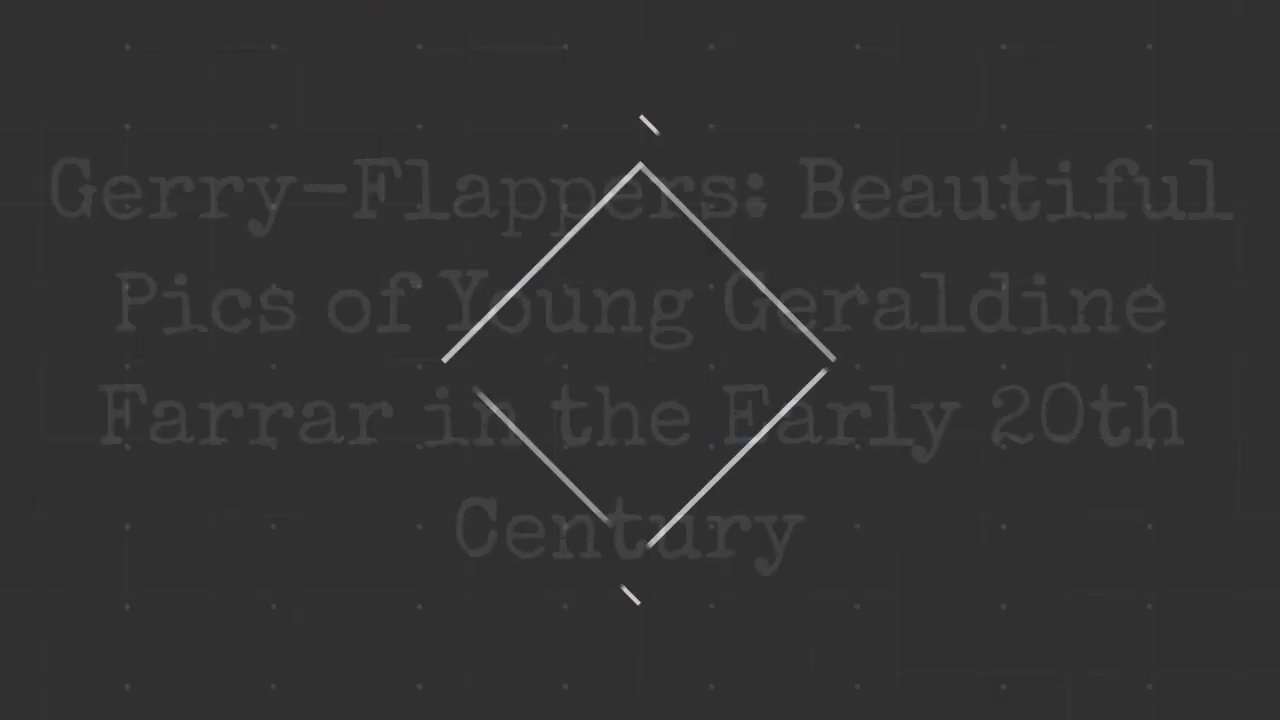 Gerry-Flappers: Beautiful
Pics of Young Geraldine
Farrar in the Early 20th
Century